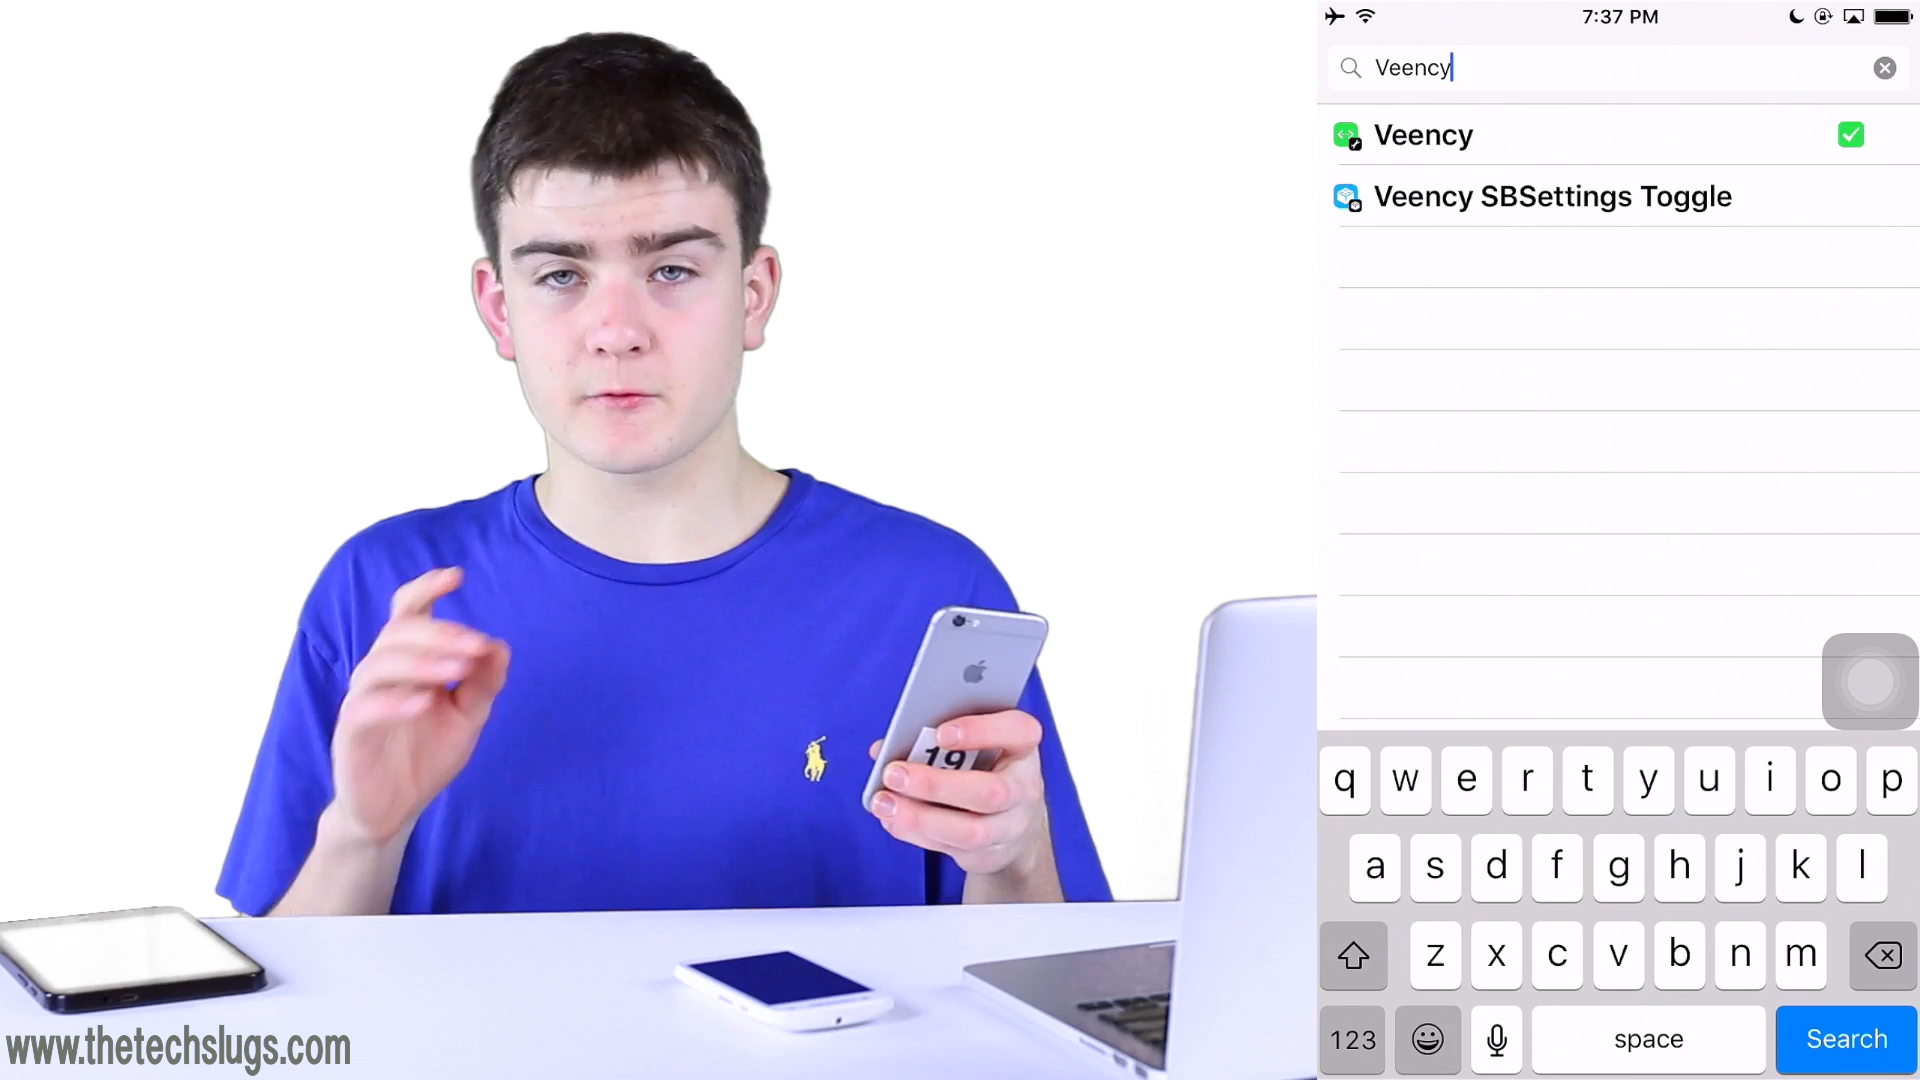 7:37 PM
Veency
Veency
Veency SBSettings Toggle
19
q w e r t y u i o p
a s d f g h j k l
z x c v b n m
123 space Search
www.thetechslugs.com